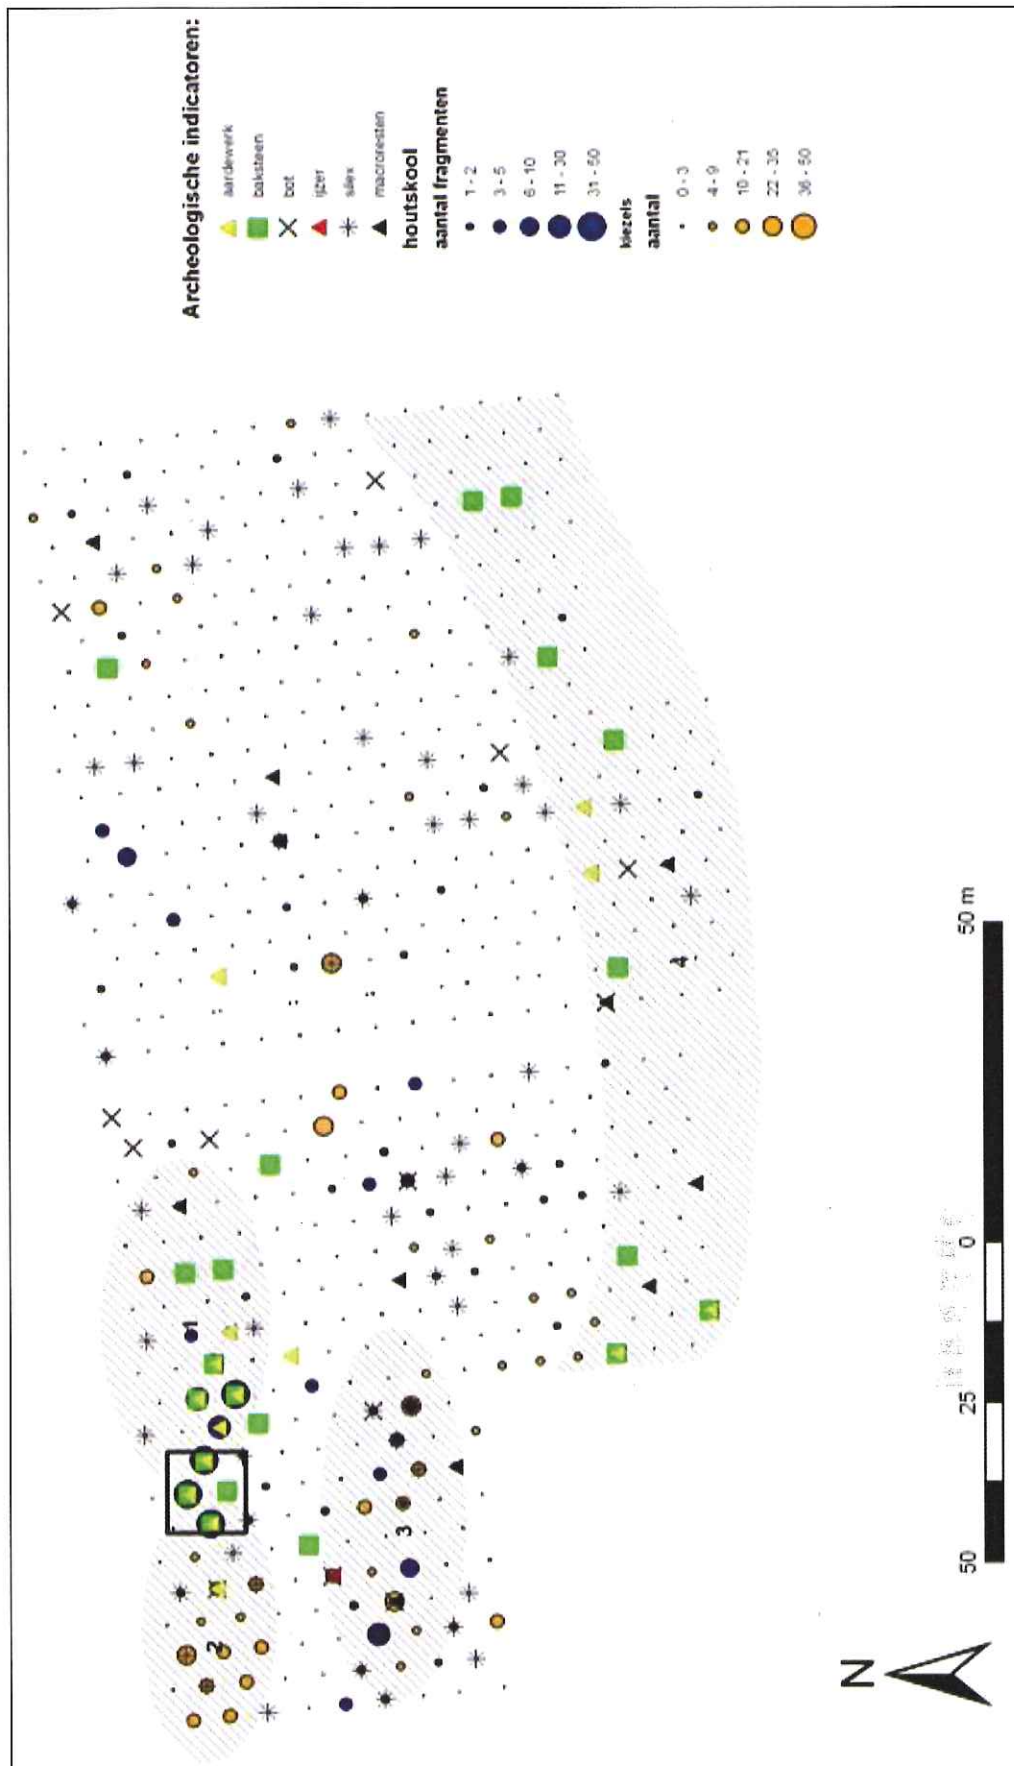 Archeologische indicatoren:
aardewerk
baksteen
bot
ijzer
silex
macroresten
houtskool
aantal fragmenten
1 - 2
3 - 5
6 - 10
11 - 30
31 - 50
kiezels
aantal
0 - 3
4 - 9
10 - 21
22 - 35
36 - 50
1
2
3
4
N
50
25
0
50 m